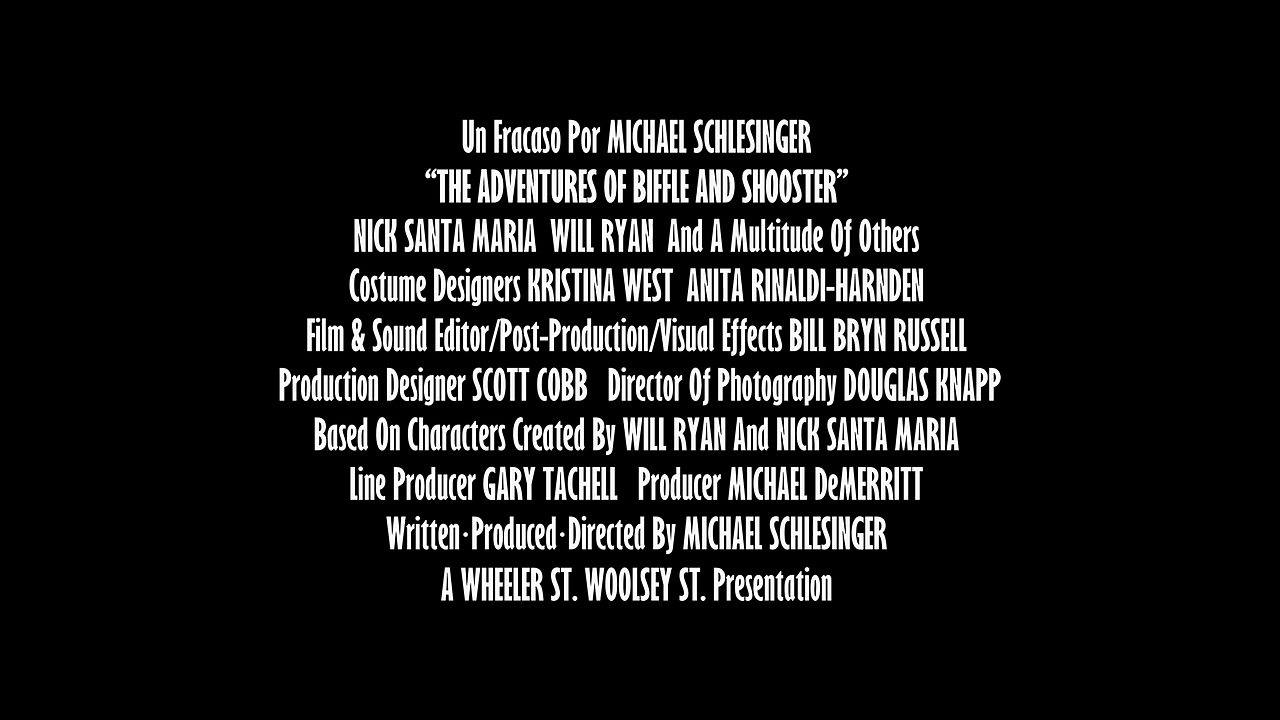 Un Fracaso Por MICHAEL SCHLESINGER
“THE ADVENTURES OF BIFFLE AND SHOOSTER”
NICK SANTA MARIA WILL RYAN And A Multitude Of Others
Costume Designers KRISTINA WEST ANITA RINALDI-HARNDEN
Film & Sound Editor/Post-Production/Visual Effects BILL BRYN RUSSELL
Production Designer SCOTT COBB Director Of Photography DOUGLAS KNAPP
Based On Characters Created By WILL RYAN And NICK SANTA MARIA
Line Producer GARY TACHELL Producer MICHAEL DeMERRITT
Written·Produced·Directed By MICHAEL SCHLESINGER
A WHEELER ST. WOOLSEY ST. Presentation